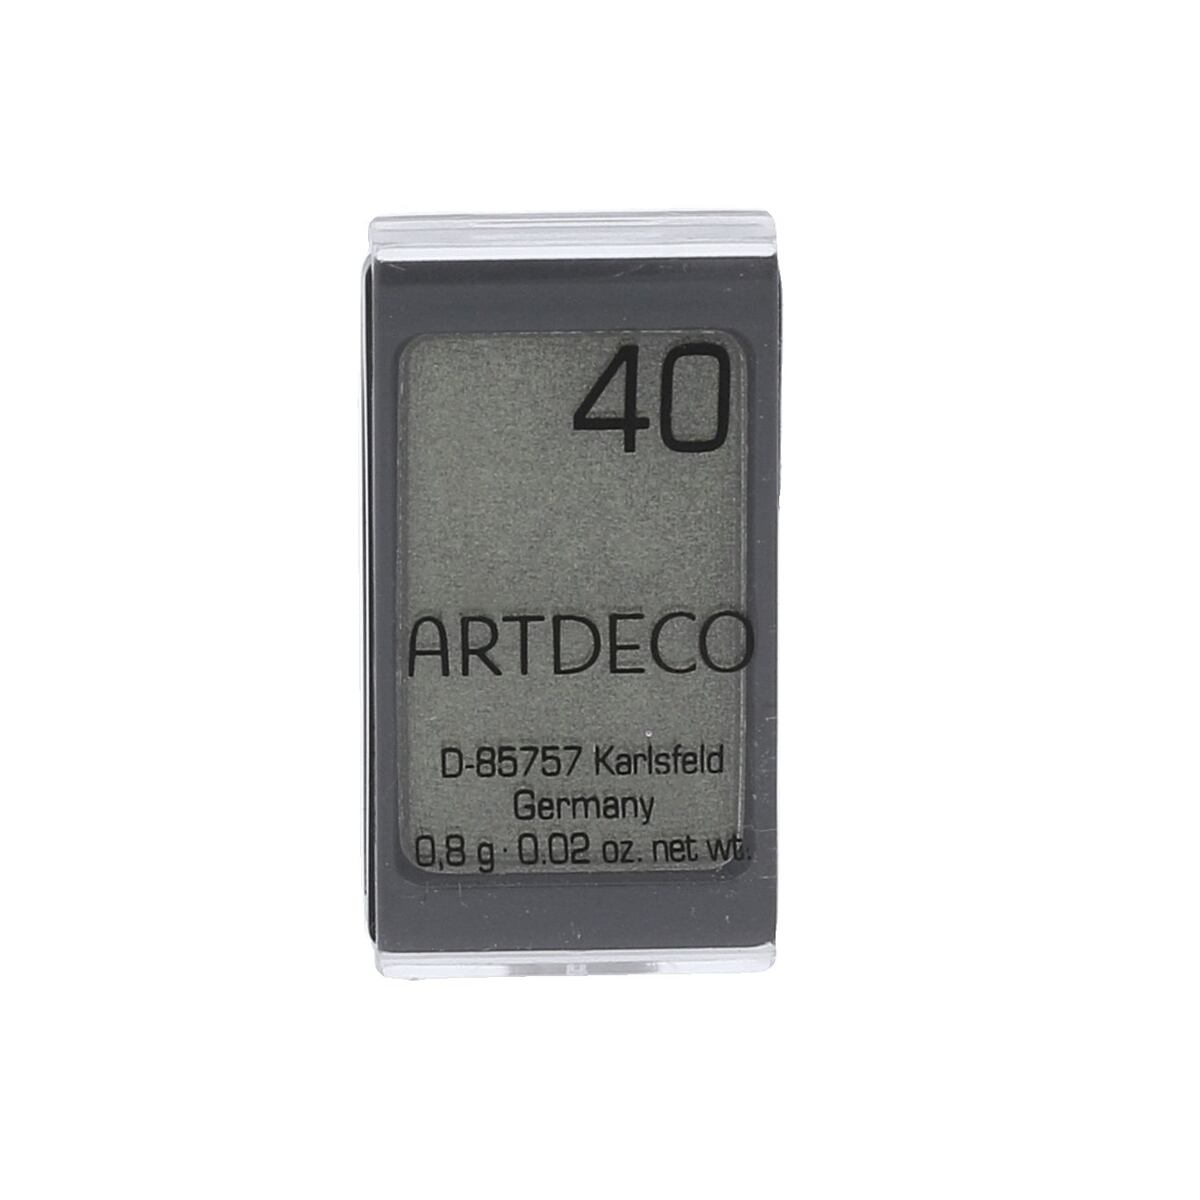 40
ARTDECO
D-85757 Karlsfeld
Germany
0,8 g · 0.02 oz. net wt.